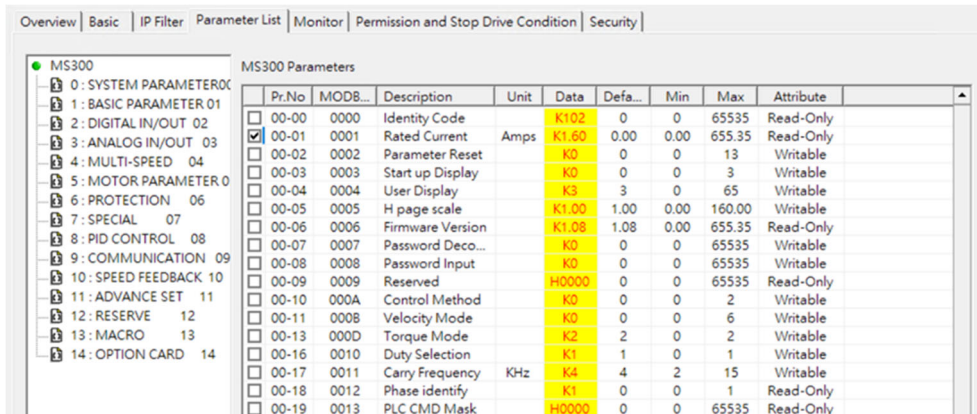 Overview Basic IP Filter Parameter List Monitor Permission and Stop Drive Condition Security
MS300
0 : SYSTEM PARAMETER00
1 : BASIC PARAMETER 01
2 : DIGITAL IN/OUT 02
3 : ANALOG IN/OUT 03
4 : MULTI-SPEED 04
5 : MOTOR PARAMETER 0
6 : PROTECTION 06
7 : SPECIAL 07
8 : PID CONTROL 08
9 : COMMUNICATION 09
10 : SPEED FEEDBACK 10
11 : ADVANCE SET 11
12 : RESERVE 12
13 : MACRO 13
14 : OPTION CARD 14
MS300 Parameters
Pr.No MODB... Description Unit Data Defa... Min Max Attribute
00-00 0000 Identity Code K102 0 0 65535 Read-Only
00-01 0001 Rated Current Amps K1.60 0.00 0.00 655.35 Read-Only
00-02 0002 Parameter Reset K0 0 0 13 Writable
00-03 0003 Start up Display K0 0 0 3 Writable
00-04 0004 User Display K3 3 0 65 Writable
00-05 0005 H page scale K1.00 1.00 0.00 160.00 Writable
00-06 0006 Firmware Version K1.08 1.08 0.00 655.35 Read-Only
00-07 0007 Password Deco... K0 0 0 65535 Writable
00-08 0008 Password Input K0 0 0 65535 Writable
00-09 0009 Reserved H0000 0 0 65535 Read-Only
00-10 000A Control Method K0 0 0 2 Writable
00-11 000B Velocity Mode K0 0 0 6 Writable
00-13 000D Torque Mode K2 2 0 2 Writable
00-16 0010 Duty Selection K1 1 0 1 Writable
00-17 0011 Carry Frequency KHz K4 4 2 15 Writable
00-18 0012 Phase identify K1 0 0 1 Read-Only
00-19 0013 PLC CMD Mask H0000 0 0 65535 Read-Only